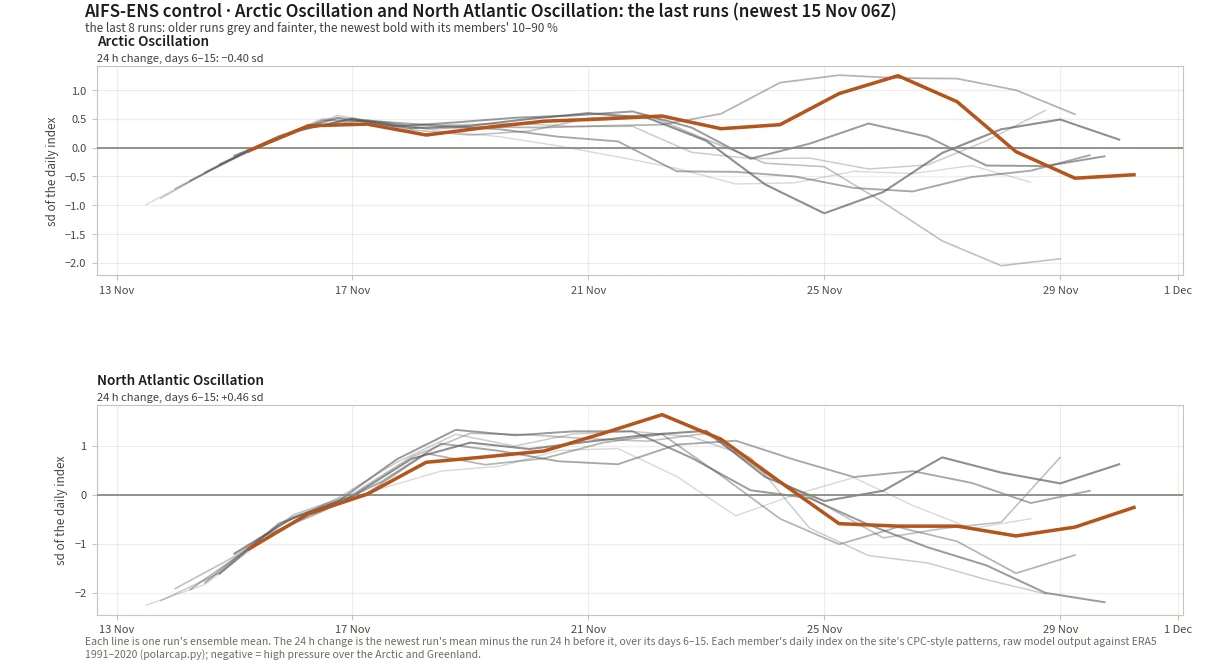 AIFS-ENS control · Arctic Oscillation and North Atlantic Oscillation: the last runs (newest 15 Nov 06Z)
the last 8 runs: older runs grey and fainter, the newest bold with its members' 10–90 %
Arctic Oscillation
24 h change, days 6–15: −0.40 sd
sd of the daily index
1.0
0.5
0.0
−0.5
−1.0
−1.5
−2.0
13 Nov
17 Nov
21 Nov
25 Nov
29 Nov
1 Dec
North Atlantic Oscillation
24 h change, days 6–15: +0.46 sd
sd of the daily index
1
0
−1
−2
13 Nov
17 Nov
21 Nov
25 Nov
29 Nov
1 Dec
Each line is one run's ensemble mean. The 24 h change is the newest run's mean minus the run 24 h before it, over its days 6–15. Each member's daily index on the site's CPC-style patterns, raw model output against ERA5
1991–2020 (polarcap.py); negative = high pressure over the Arctic and Greenland.